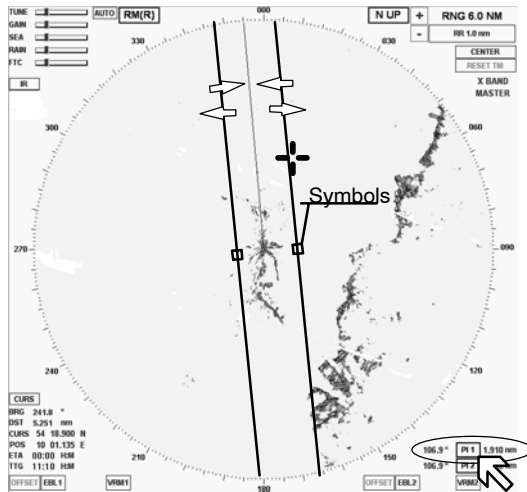 TUNE
GAIN
SEA
RAIN
FTC
AUTO
RM(R)
000
N UP
+
RNG 6.0 NM
-
RR 1.0 nm
CENTER
RESET TM
X BAND
MASTER
IR
330
300
060
Symbols
270
090
240
120
210
180
CURS
BRG 241.8 °
DST 5.251 nm
CURS 54 18.900 N
POS 10 01.135 E
ETA 00:00 H:M
TTG 11:10 H:M
106.9° PI 1 1.910 nm
106.9° PI 2
OFFSET EBL1
VRM1
OFFSET EBL2
VRM2